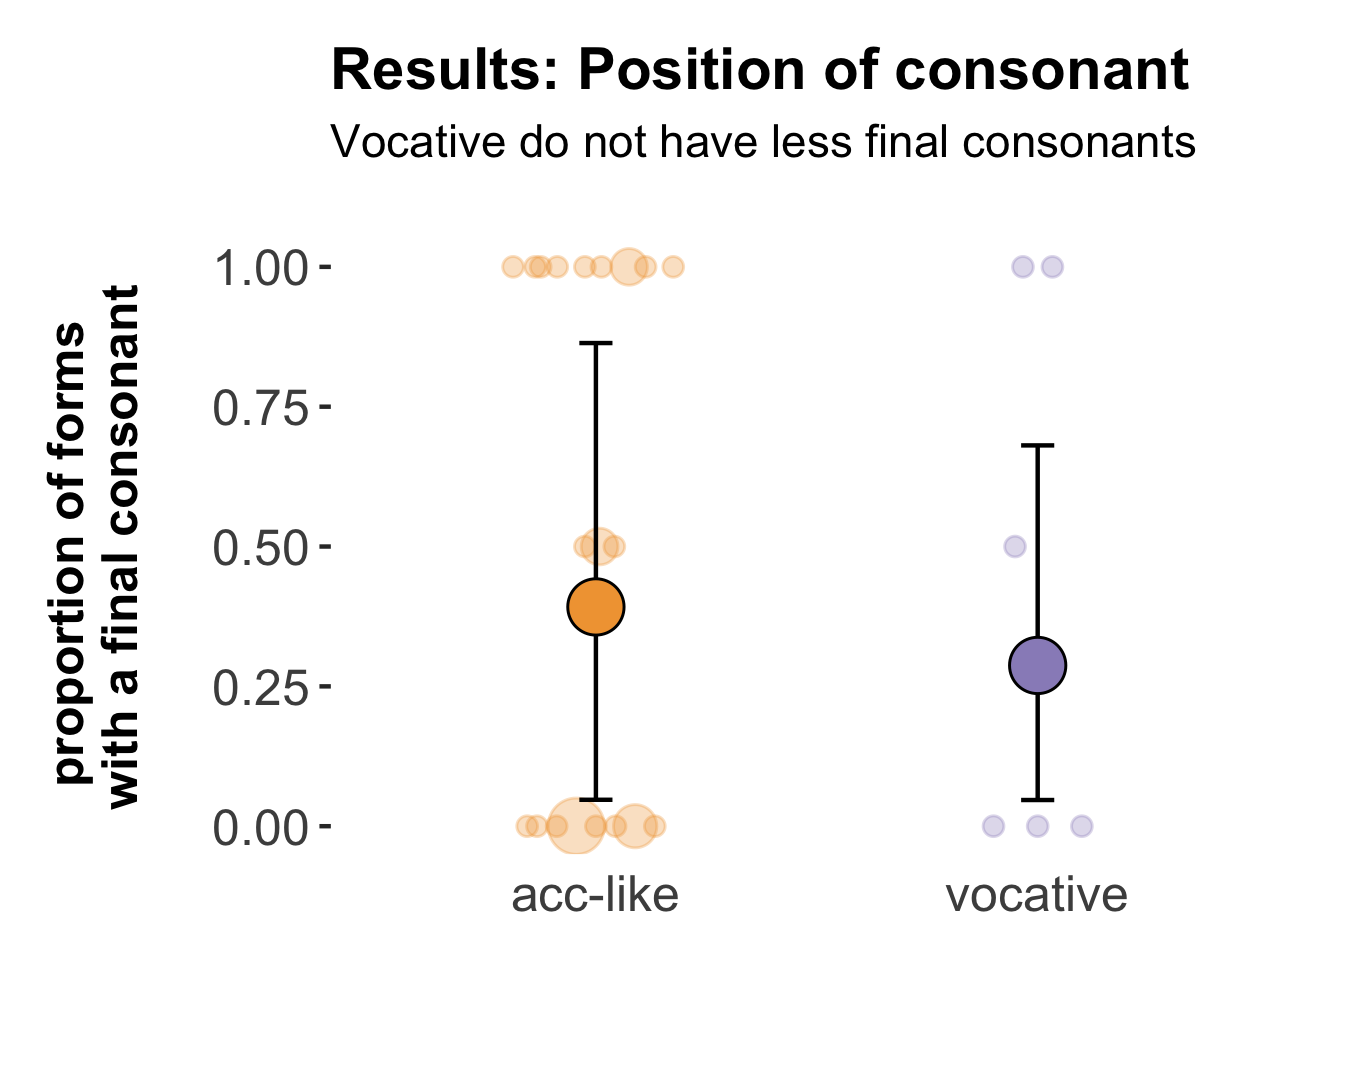 Results: Position of consonant
Vocative do not have less final consonants
proportion of forms
with a final consonant
1.00
0.75
0.50
0.25
0.00
acc-like
vocative